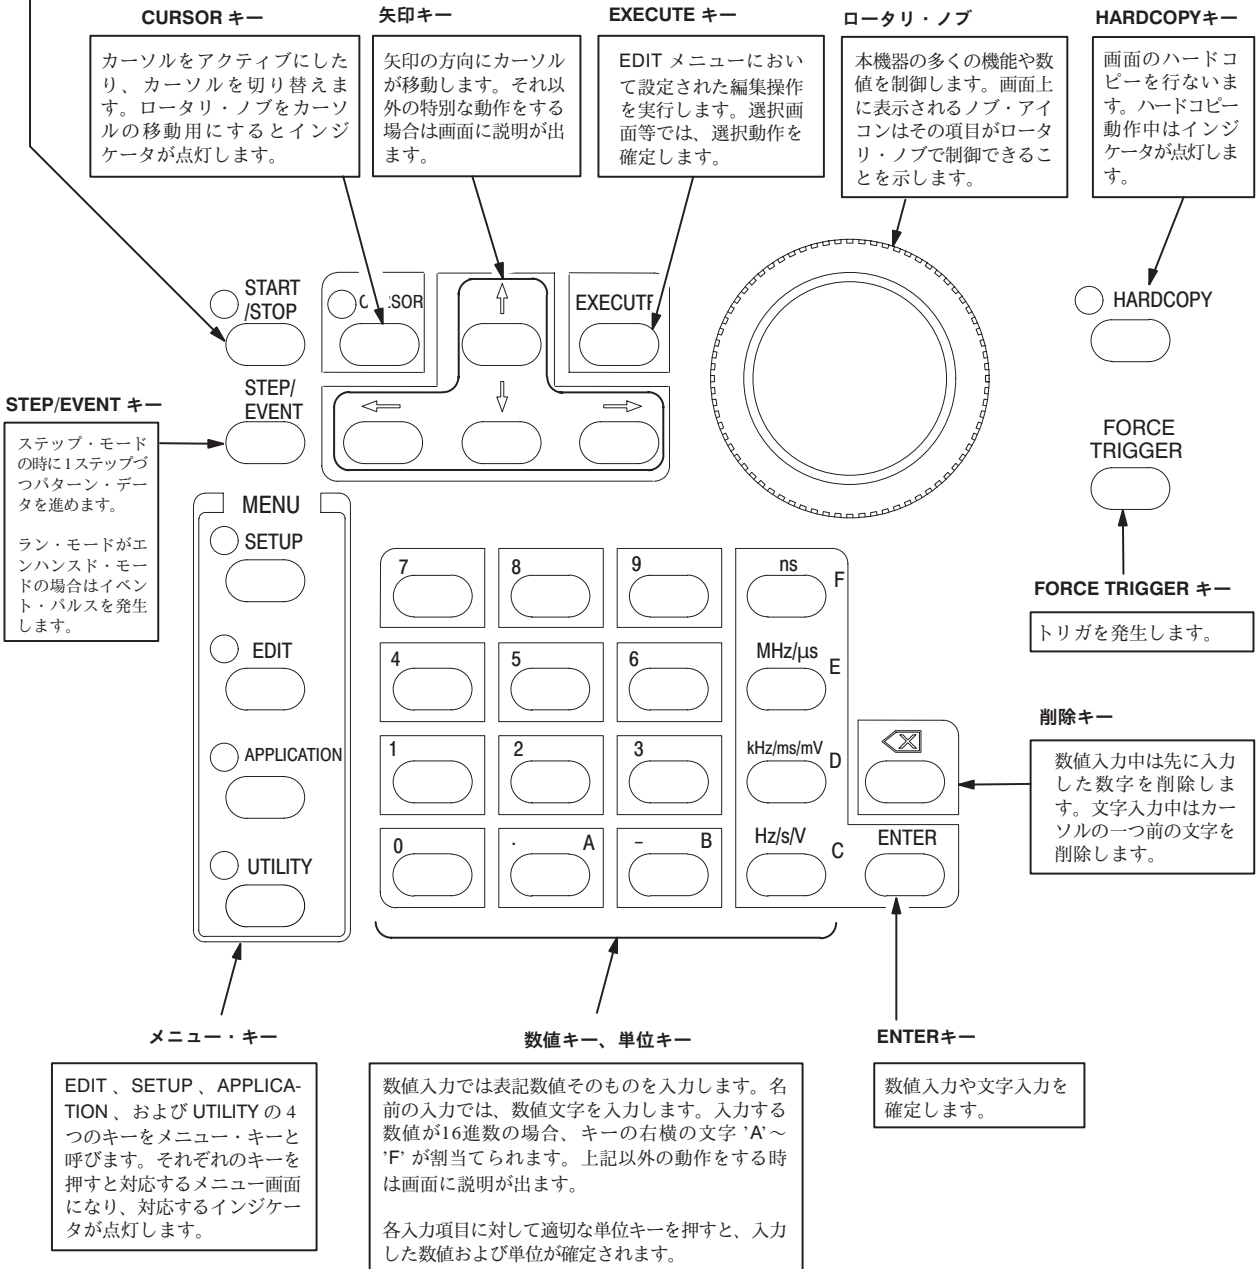 CURSOR キー
カーソルをアクティブにした
り、カーソルを切り替えま
す。ロータリ・ノブをカーソ
ルの移動用にするとインジ
ケータが点灯します。
矢印キー
矢印の方向にカーソル
が移動します。それ以
外の特別な動作をする
場合は画面に説明が出
ます。
EXECUTE キー
EDIT メニューにおい
て設定された編集操作
を実行します。選択画
面等では、選択動作を
確定します。
ロータリ・ノブ
本機器の多くの機能や数
値を制御します。画面上
に表示されるノブ・アイ
コンはその項目がロータ
リ・ノブで制御できるこ
とを示します。
HARDCOPYキー
画面のハードコ
ピーを行ないま
す。ハードコピー
動作中はインジ
ケータが点灯しま
す。
START
/STOP
EXECUTE
HARDCOPY
STEP/
EVENT
STEP/EVENT キー
ステップ・モード
の時に1ステップづ
つパターン・デー
タを進めます。
ラン・モードがエ
ンハンスド・モー
ドの場合はイベン
ト・パルスを発生
します。
FORCE
TRIGGER
FORCE TRIGGER キー
トリガを発生します。
MENU
SETUP
EDIT
APPLICATION
UTILITY
7
8
9
ns
F
4
5
6
MHz/μs
E
1
2
3
kHz/ms/mV
D
0
. A
– B
Hz/s/V
C
ENTER
削除キー
数値入力中は先に入力
した数字を削除しま
す。文字入力中はカー
ソルの一つ前の文字を
削除します。
メニュー・キー
EDIT 、SETUP 、APPLICA-
TION 、および UTILITY の 4
つのキーをメニュー・キーと
呼びます。それぞれのキーを
押すと対応するメニュー画面
になり、対応するインジケー
タが点灯します。
数値キー、単位キー
数値入力では表記数値そのものを入力します。名
前の入力では、数値文字を入力します。入力する
数値が16進数の場合、キーの右横の文字 'A'～
'F' が割当てられます。上記以外の動作をする時
は画面に説明が出ます。
各入力項目に対して適切な単位キーを押すと、入力
した数値および単位が確定されます。
ENTERキー
数値入力や文字入力を
確定します。